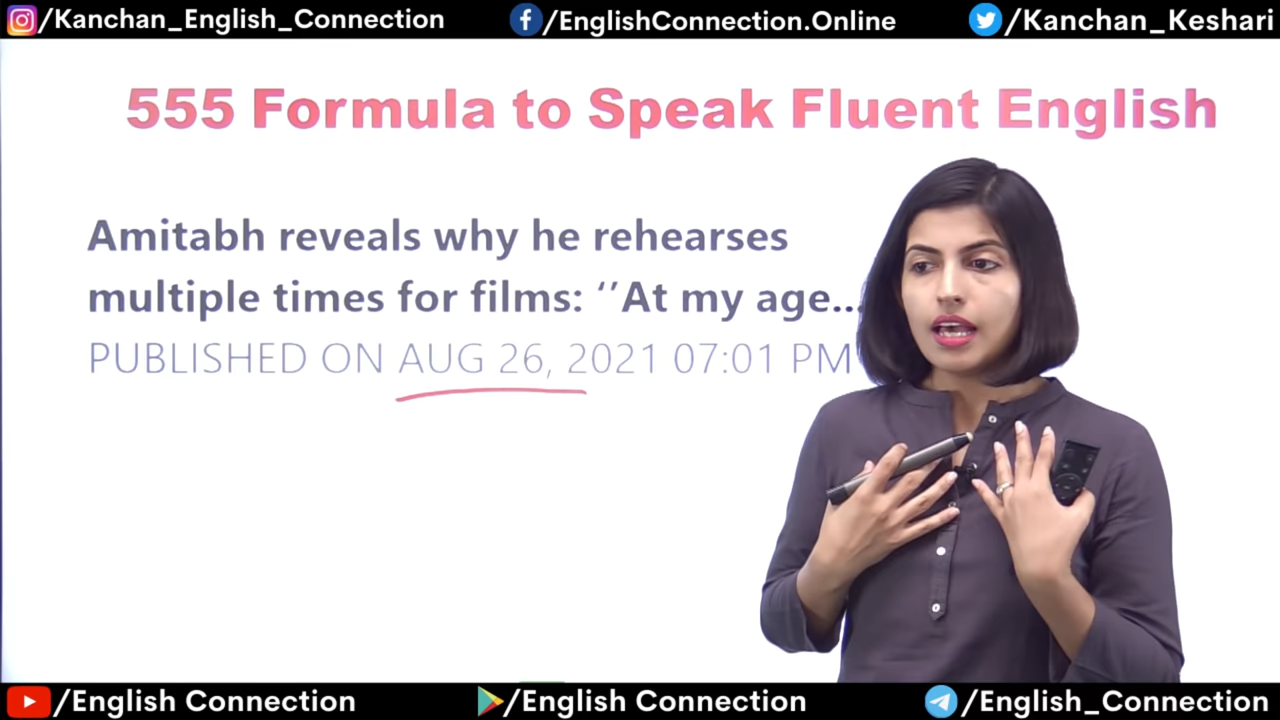 /Kanchan_English_Connection
/EnglishConnection.Online
/Kanchan_Keshari
555 Formula to Speak Fluent English
Amitabh reveals why he rehearses
multiple times for films: ‘’At my age...
PUBLISHED ON AUG 26, 2021 07:01 PM
/English Connection
/English Connection
/English_Connection